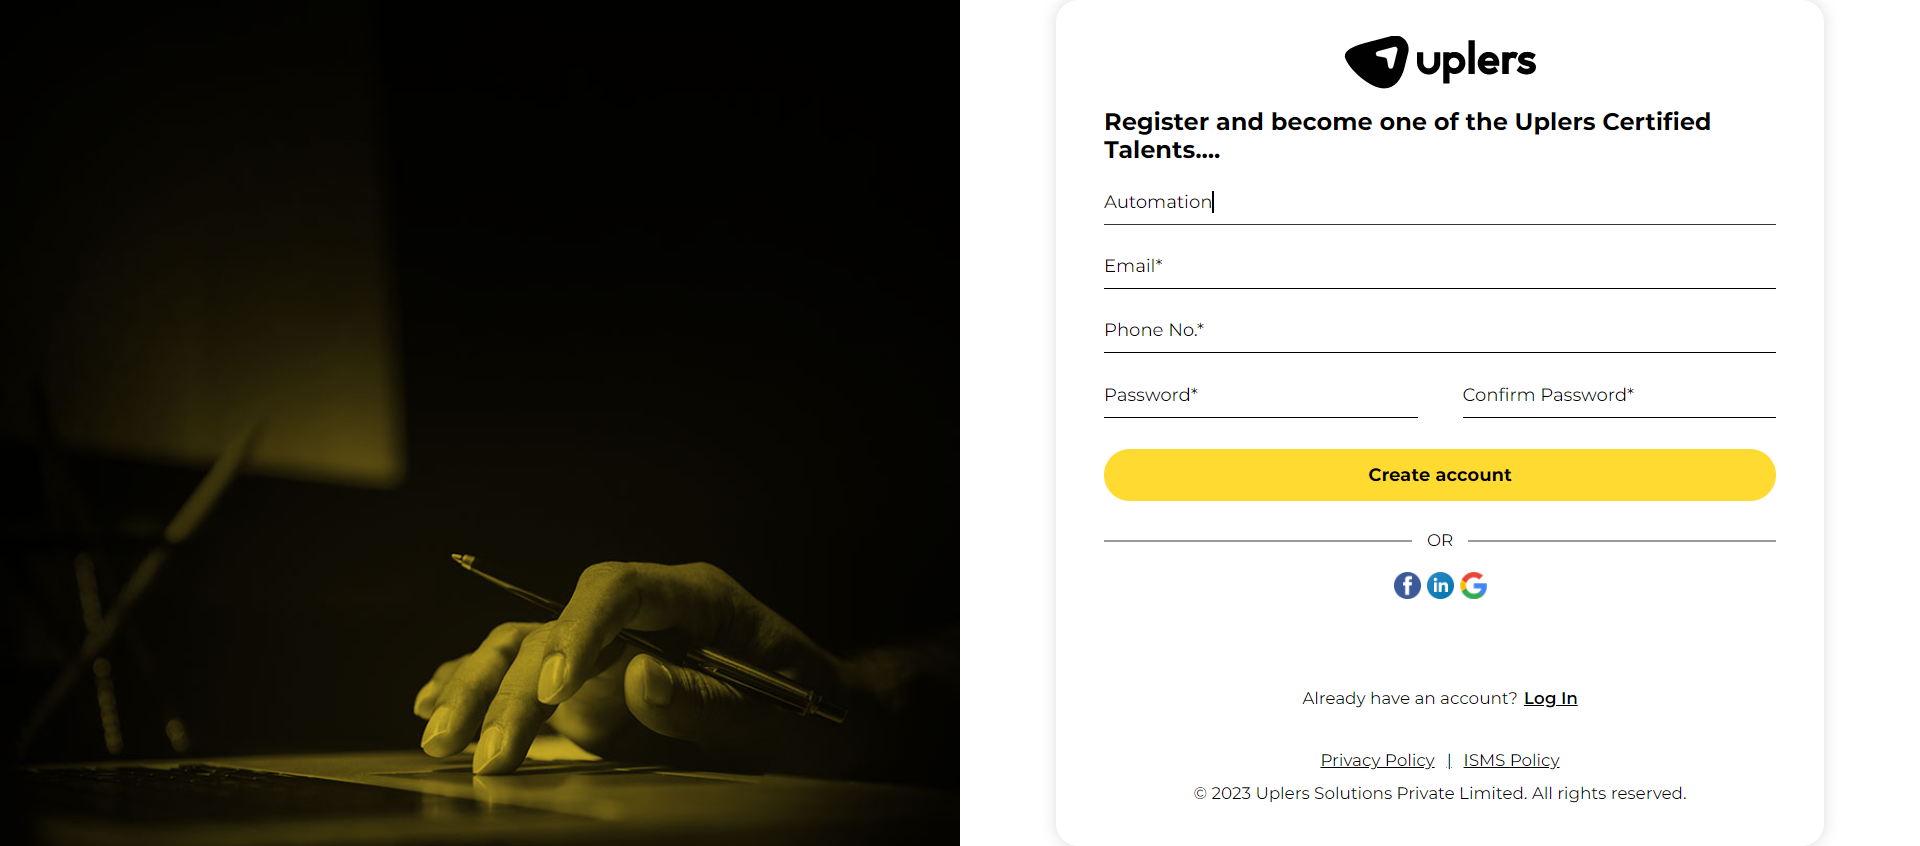 uplers
Register and become one of the Uplers Certified
Talents....
Automation
Email*
Phone No.*
Password* Confirm Password*
Create account
OR
f in G
Already have an account? Log In
Privacy Policy | ISMS Policy
© 2023 Uplers Solutions Private Limited. All rights reserved.